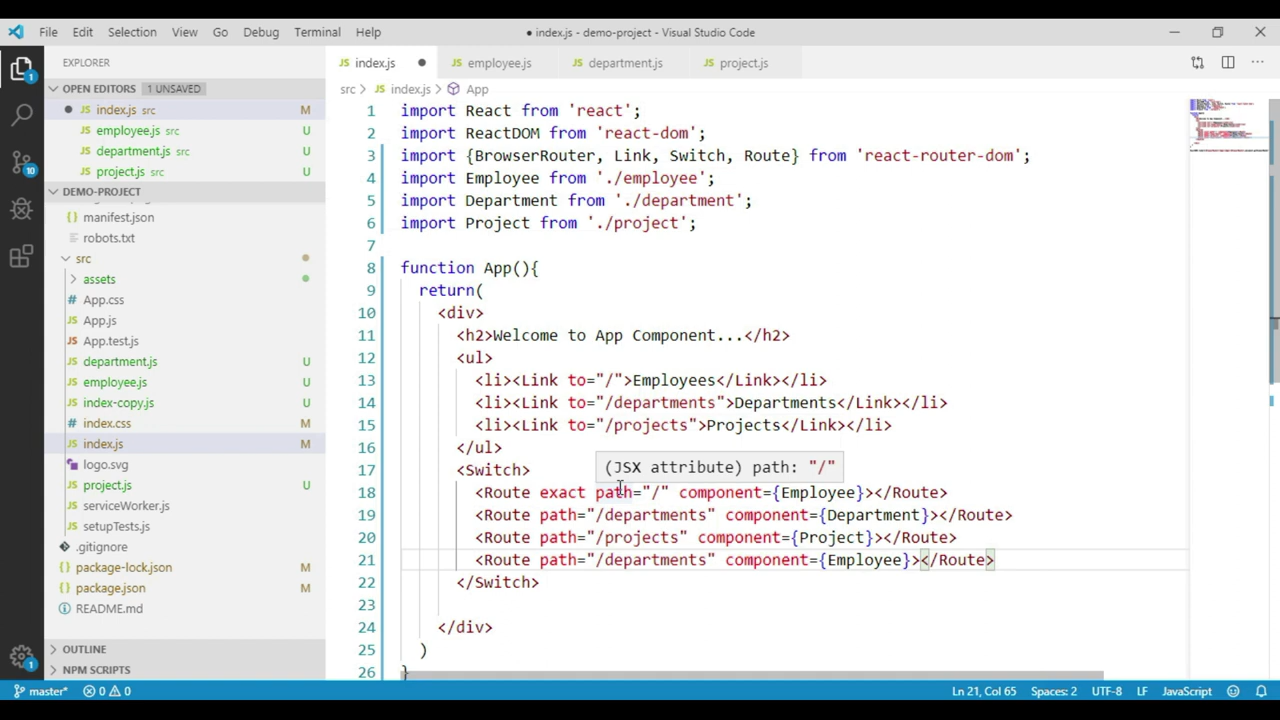 File Edit Selection View Go Debug Terminal Help
● index.js - demo-project - Visual Studio Code
EXPLORER
OPEN EDITORS 1 UNSAVED
index.js src M
employee.js src U
department.js src U
project.js src U
DEMO-PROJECT
manifest.json
robots.txt
src
assets
App.css
App.js
App.test.js
department.js U
employee.js U
index-copy.js U
index.css M
index.js M
logo.svg
project.js U
serviceWorker.js
setupTests.js
.gitignore
package-lock.json M
package.json M
README.md
OUTLINE
NPM SCRIPTS
1
10
1
JS index.js ● JS employee.js JS department.js JS project.js
src > JS index.js > App
1 import React from 'react';
2 import ReactDOM from 'react-dom';
3 import {BrowserRouter, Link, Switch, Route} from 'react-router-dom';
4 import Employee from './employee';
5 import Department from './department';
6 import Project from './project';
7
8 function App(){
9 return(
10 <div>
11 <h2>Welcome to App Component...</h2>
12 <ul>
13 <li><Link to="/">Employees</Link></li>
14 <li><Link to="/departments">Departments</Link></li>
15 <li><Link to="/projects">Projects</Link></li>
16 </ul>
17 <Switch>
(JSX attribute) path: "/"
18 <Route exact path="/" component={Employee}></Route>
19 <Route path="/departments" component={Department}></Route>
20 <Route path="/projects" component={Project}></Route>
21 <Route path="/departments" component={Employee}></Route>
22 </Switch>
23
24 </div>
25 )
26 }
master* 0 0 Ln 21, Col 65 Spaces: 2 UTF-8 LF JavaScript